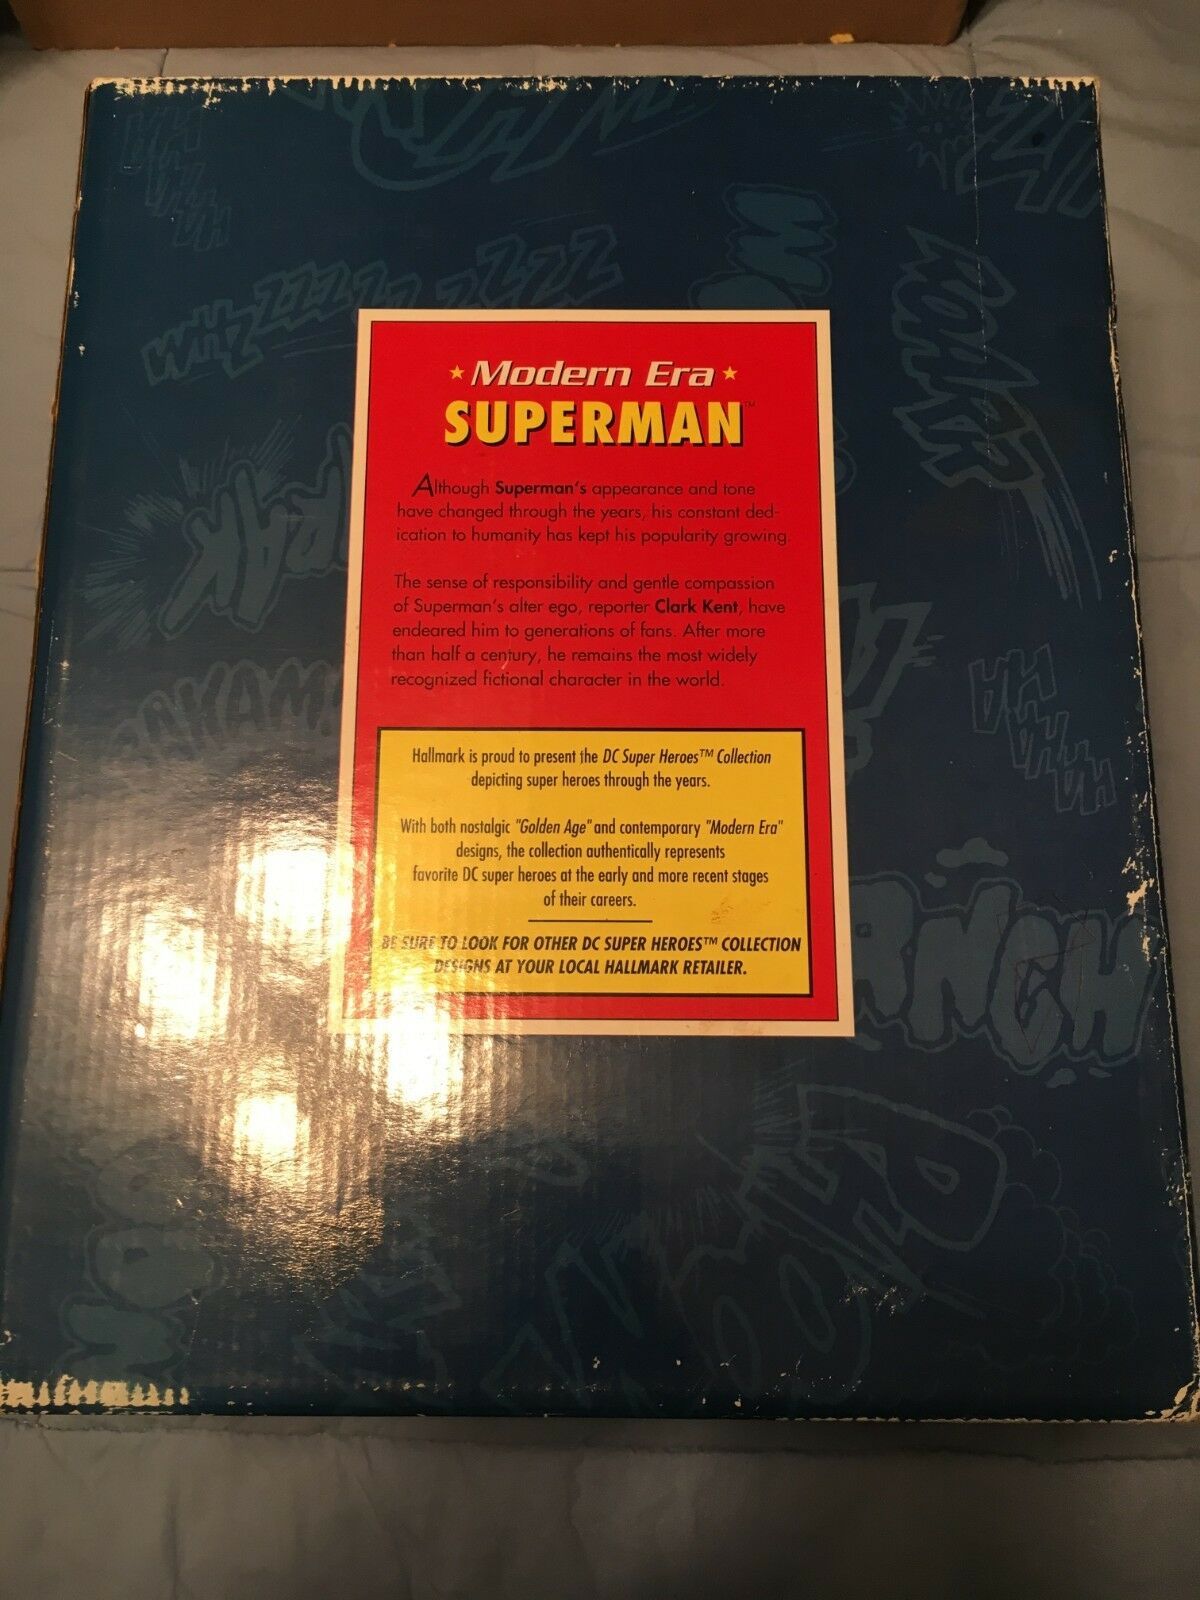 HA HA
HA HA
HA
ZZZZZZZZZZ
★ Modern Era ★
SUPERMAN™
Although Superman's appearance and tone
have changed through the years, his constant ded-
ication to humanity has kept his popularity growing.
The sense of responsibility and gentle compassion
of Superman's alter ego, reporter Clark Kent, have
endeared him to generations of fans. After more
than half a century, he remains the most widely
recognized fictional character in the world.
Hallmark is proud to present the DC Super Heroes™ Collection
depicting super heroes through the years.
With both nostalgic "Golden Age" and contemporary "Modern Era"
designs, the collection authentically represents
favorite DC super heroes at the early and more recent stages
of their careers.
BE SURE TO LOOK FOR OTHER DC SUPER HEROES™ COLLECTION
DESIGNS AT YOUR LOCAL HALLMARK RETAILER.